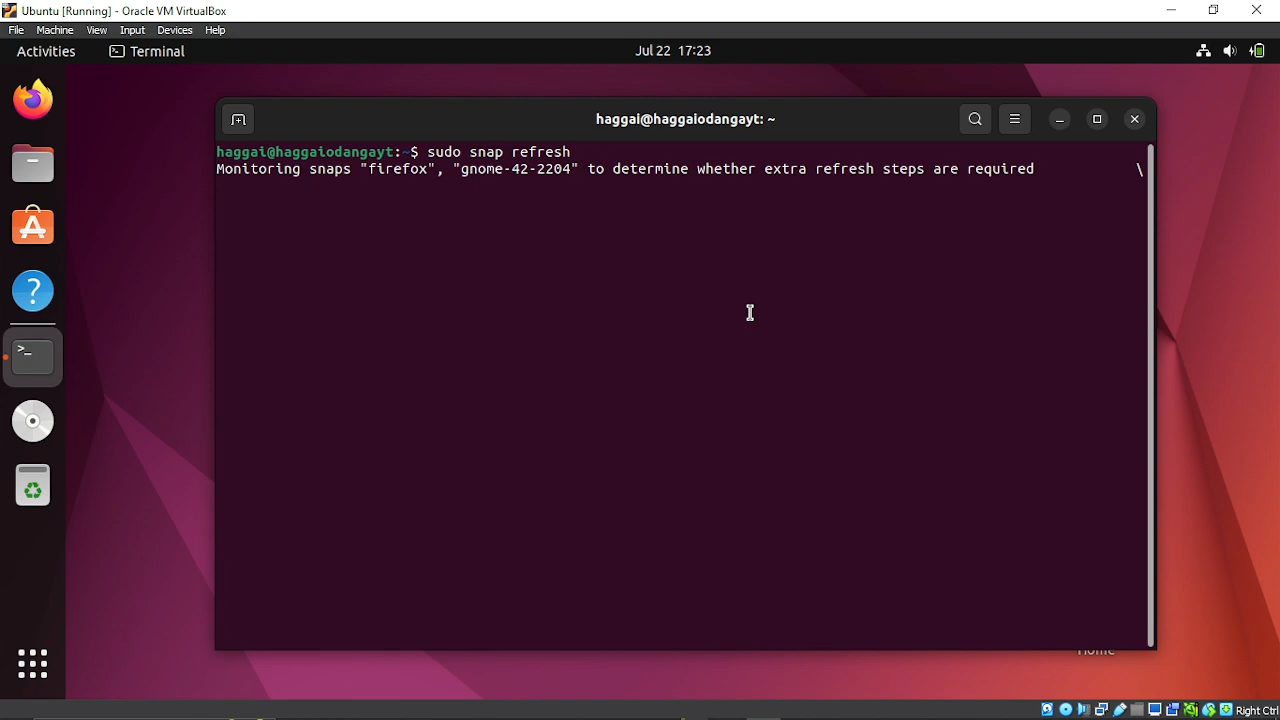 Ubuntu [Running] - Oracle VM VirtualBox
File Machine View Input Devices Help
Activities Terminal Jul 22 17:23
haggai@haggaiodangayt: ~
haggai@haggaiodangayt:~$ sudo snap refresh
Monitoring snaps "firefox", "gnome-42-2204" to determine whether extra refresh steps are required \
Home
Right Ctrl